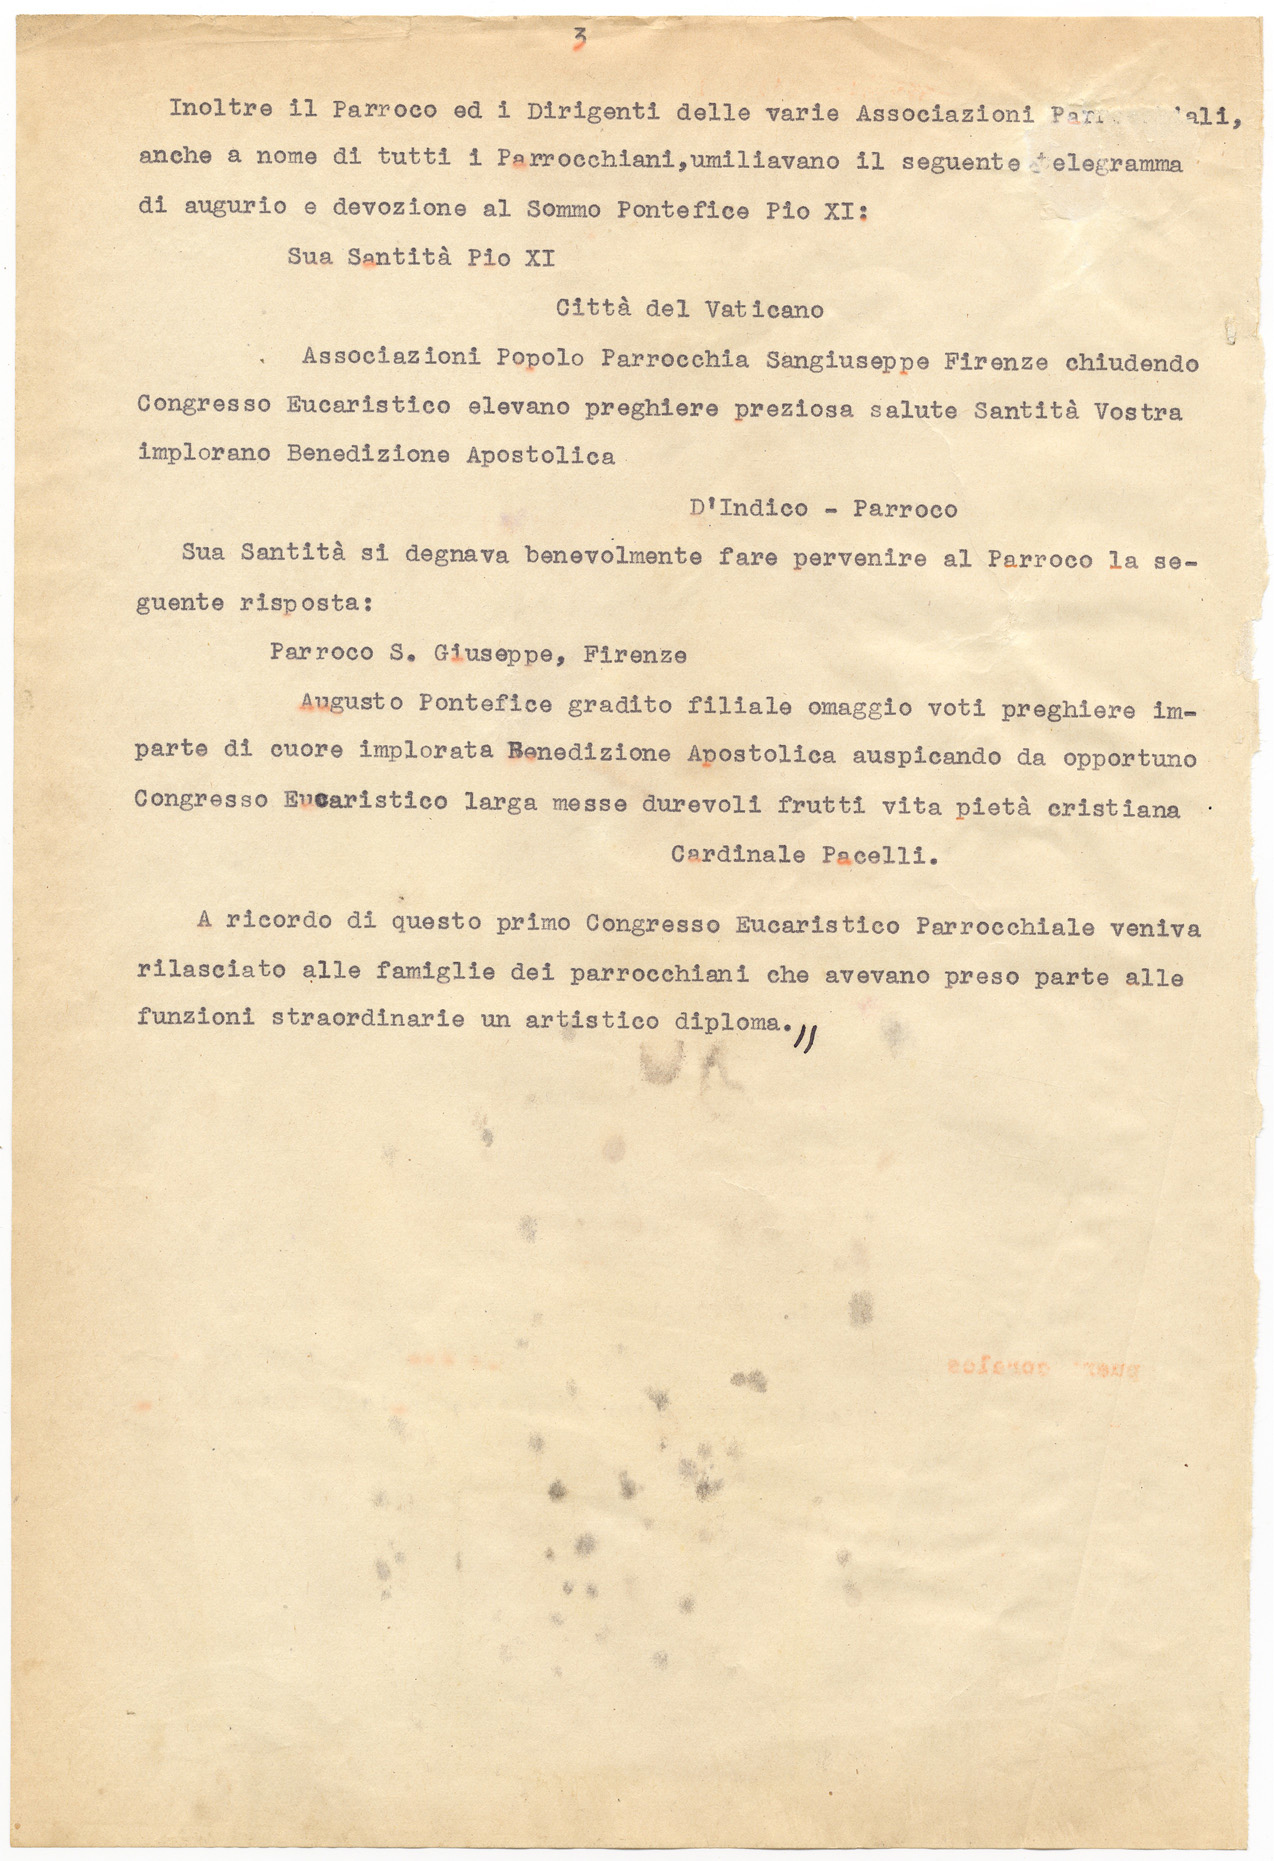 3
Inoltre il Parroco ed i Dirigenti delle varie Associazioni
anche a nome di tutti i Parrocchiani,umiliavano il seguente telegramma
di augurio e devozione al Sommo Pontefice Pio XI:
Sua Santità Pio XI
Città del Vaticano
Associazioni Popolo Parrocchia Sangiuseppe Firenze chiudendo
Congresso Eucaristico elevano preghiere preziosa salute Santità Vostra
implorano Benedizione Apostolica
D'Indico - Parroco
Sua Santità si degnava benevolmente fare pervenire al Parroco la se-
guente risposta:
Parroco S. Giuseppe, Firenze
Augusto Pontefice gradito filiale omaggio voti preghiere im-
parte di cuore implorata Benedizione Apostolica auspicando da opportuno
Congresso Eucaristico larga messe durevoli frutti vita pietà cristiana
Cardinale Pacelli.
A ricordo di questo primo Congresso Eucaristico Parrocchiale veniva
rilasciato alle famiglie dei parrocchiani che avevano preso parte alle
funzioni straordinarie un artistico diploma.,,